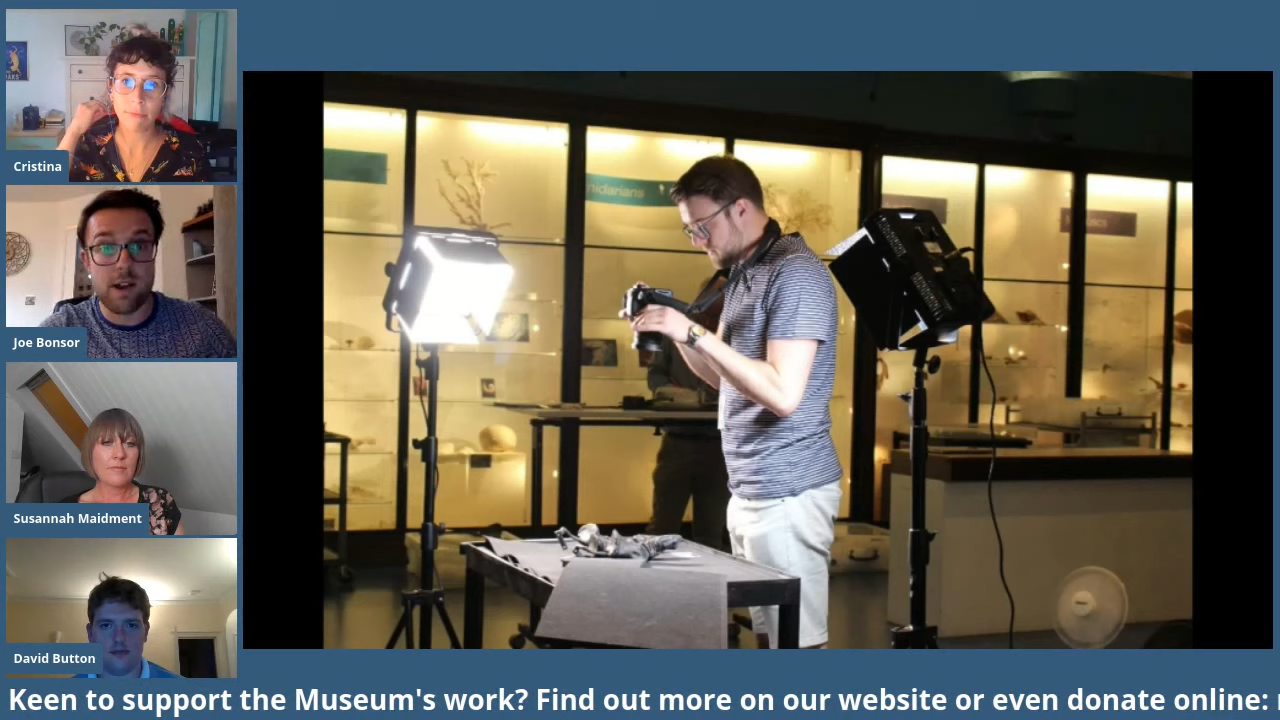 Cristina
Joe Bonsor
Susannah Maidment
David Button
nidarians
Keen to support the Museum's work? Find out more on our website or even donate online: